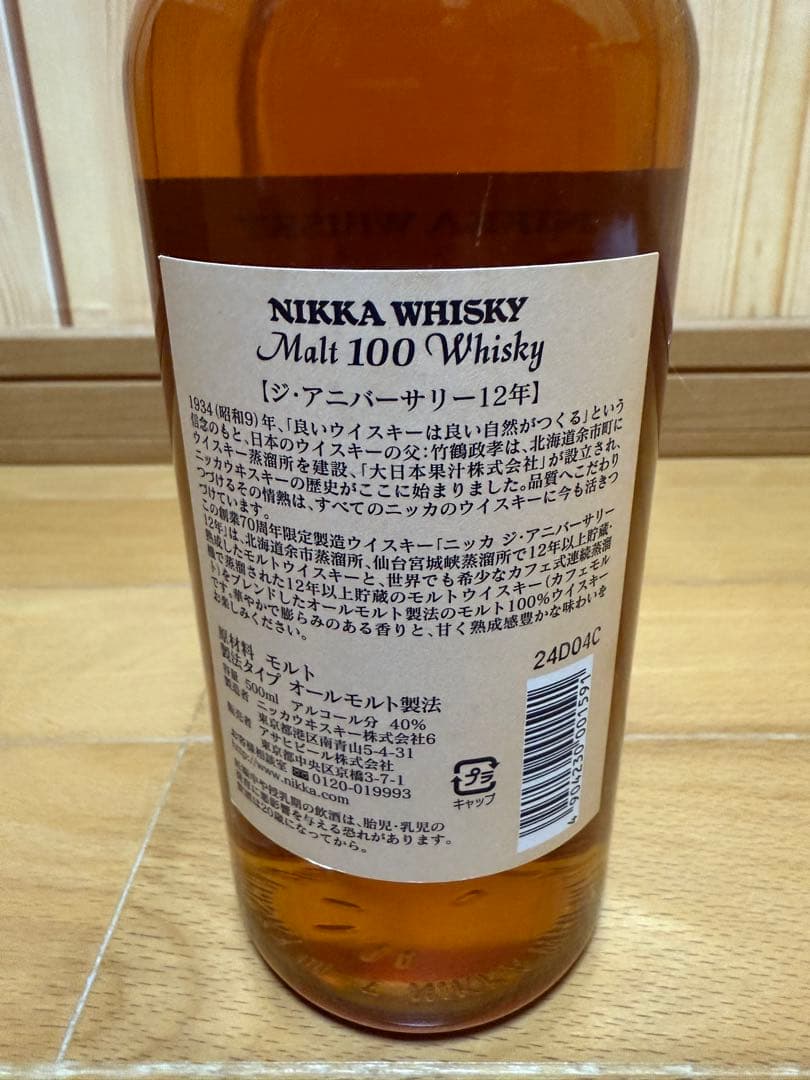 NIKKA WHISKY
Malt 100 Whisky
【ジ・アニバーサリー12年】
1934(昭和9)年、「良いウイスキーは良い自然がつくる」という
信念のもと、日本のウイスキーの父:竹鶴政孝は、北海道余市町に
ウイスキー蒸溜所を建設、「大日本果汁株式会社」が設立され、
ニッカウヰスキーの歴史がここに始まりました。品質へこだわり
つづけるその情熱は、すべてのニッカのウイスキーに今も活きつ
づけています。
この創業70周年限定製造ウイスキー「ニッカ ジ・アニバーサリー
12年」は、北海道余市蒸溜所、仙台宮城峡蒸溜所で12年以上貯蔵・
熟成したモルトウイスキーと、世界でも希少なカフェ式連続蒸溜
機で蒸溜された12年以上貯蔵のモルトウイスキー(カフェモル
ト)をブレンドしたオールモルト製法のモルト100%ウイスキー
です。華やかで膨らみのある香りと、甘く熟成感豊かな味わいを
お楽しみください。
24D04C
原材料 モルト
製法タイプ オールモルト製法
容量 500ml アルコール分 40%
製造者 ニッカウヰスキー株式会社6
東京都港区南青山5-4-31
販売者 アサヒビール株式会社
東京都中央区京橋3-7-1
お客様相談室 0120-019993
http://www.nikka.com
妊娠中や授乳期の飲酒は、胎児・乳児の
発育に悪影響を与える恐れがあります。
飲酒は20歳になってから。
プラ
キャップ
4 904230 001591